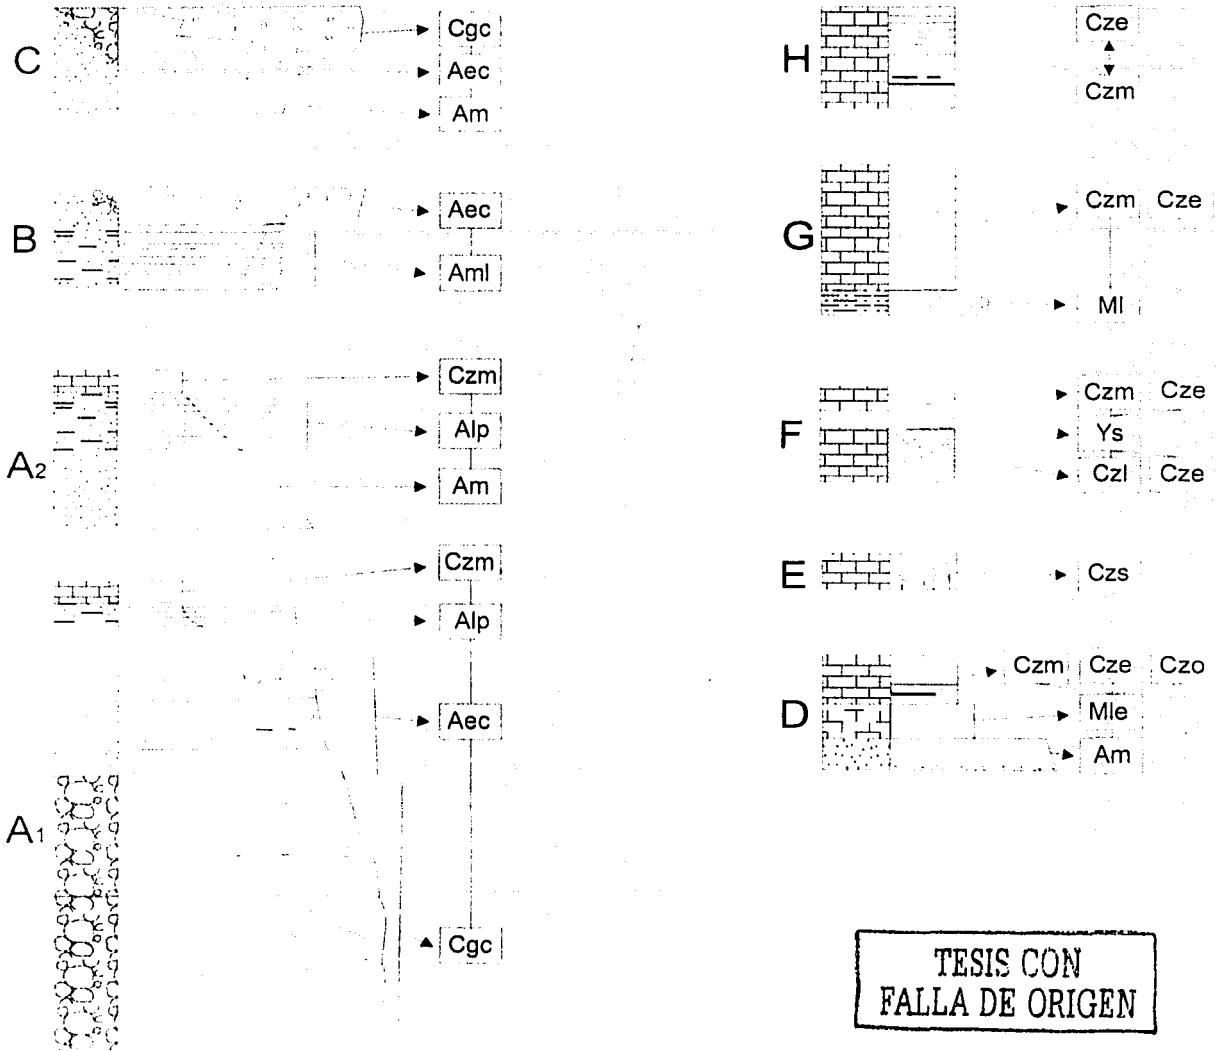 C
Cgc
Aec
Am
B
Aec
Aml
A2
Czm
Alp
Am
A1
Czm
Alp
Aec
Cgc
H
Cze
Czm
G
Czm Cze
Ml
F
Czm Cze
Ys
Czl Cze
E
Czs
D
Czm Cze Czo
Mle
Am
TESIS CON
FALLA DE ORIGEN